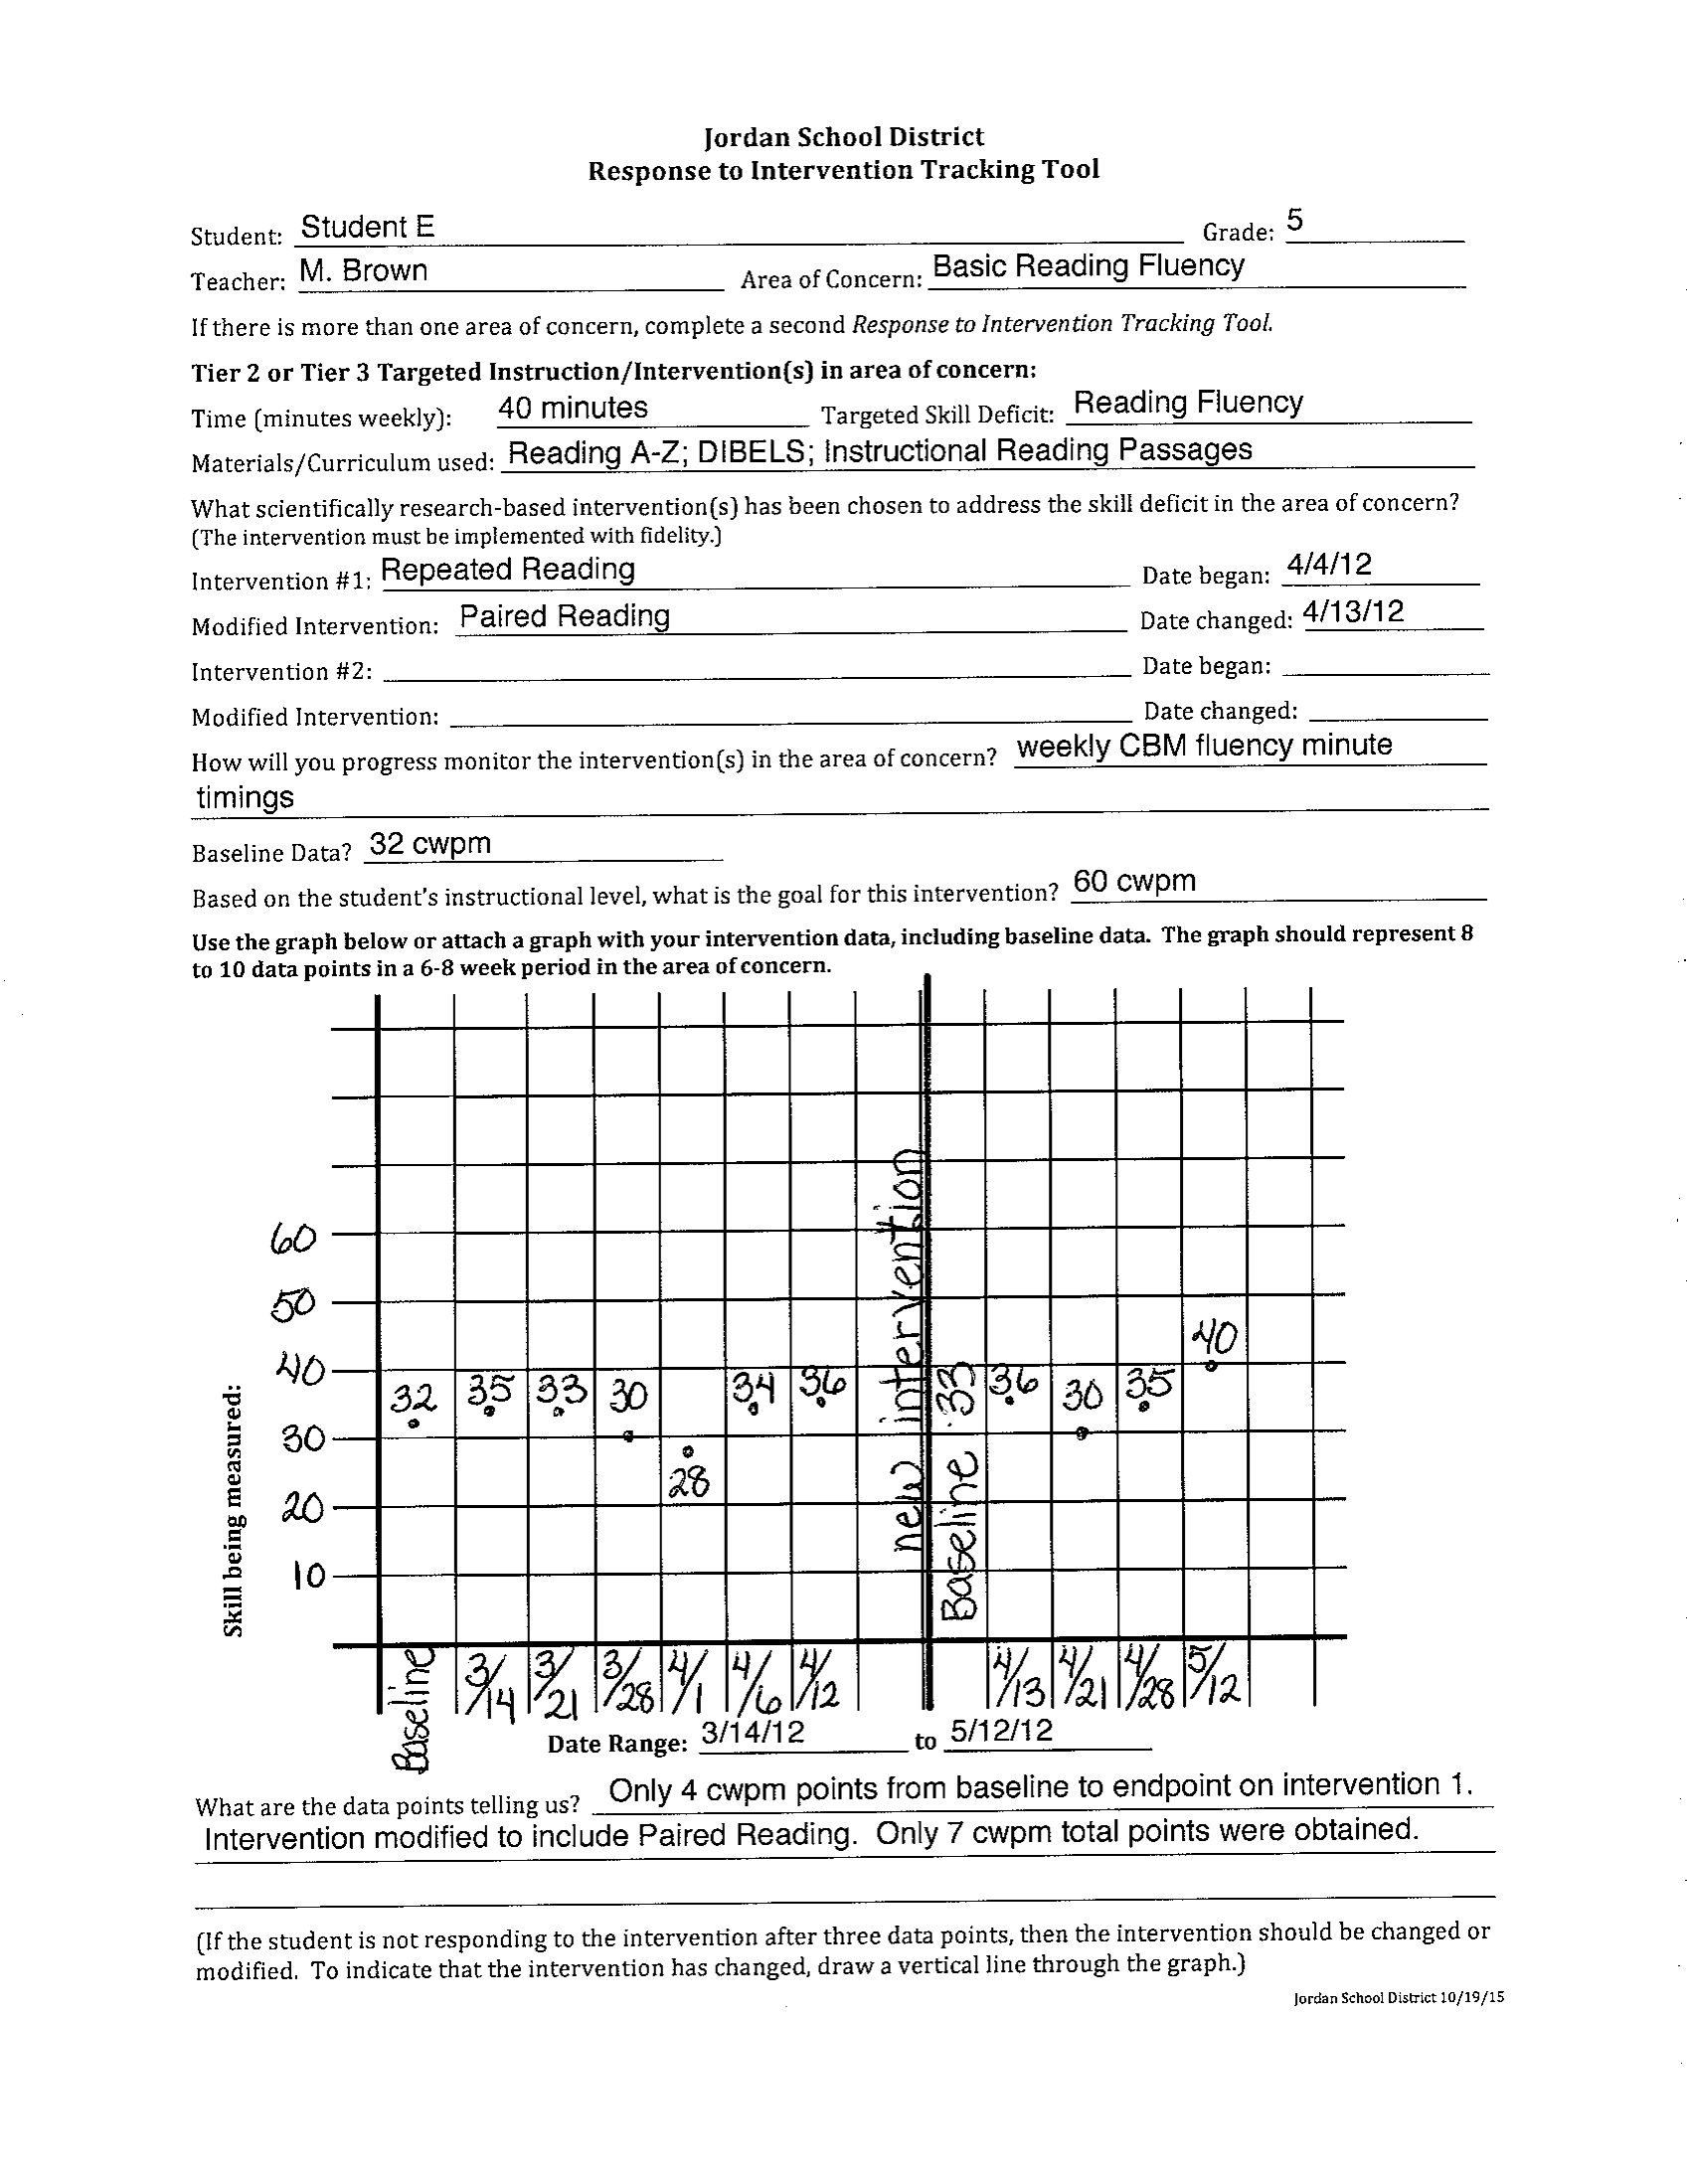 Jordan School District
Response to Intervention Tracking Tool
Student: Student E Grade: 5
Teacher: M. Brown Area of Concern: Basic Reading Fluency
If there is more than one area of concern, complete a second Response to Intervention Tracking Tool.
Tier 2 or Tier 3 Targeted Instruction/Intervention(s) in area of concern:
Time (minutes weekly): 40 minutes Targeted Skill Deficit: Reading Fluency
Materials/Curriculum used: Reading A-Z; DIBELS; Instructional Reading Passages
What scientifically research-based intervention(s) has been chosen to address the skill deficit in the area of concern?
(The intervention must be implemented with fidelity.)
Intervention #1: Repeated Reading Date began: 4/4/12
Modified Intervention: Paired Reading Date changed: 4/13/12
Intervention #2: Date began:
Modified Intervention: Date changed:
How will you progress monitor the intervention(s) in the area of concern? weekly CBM fluency minute
timings
Baseline Data? 32 cwpm
Based on the student's instructional level, what is the goal for this intervention? 60 cwpm
Use the graph below or attach a graph with your intervention data, including baseline data. The graph should represent 8
to 10 data points in a 6-8 week period in the area of concern.
Skill being measured:
60
50
40
30
20
10
32 35 33 30 28 34 36
new intervention
Baseline 33
36 30 35 40
Baseline 3/14 3/21 3/28 4/1 4/6 4/12 4/13 4/21 4/28 5/12
Date Range: 3/14/12 to 5/12/12
What are the data points telling us? Only 4 cwpm points from baseline to endpoint on intervention 1.
Intervention modified to include Paired Reading. Only 7 cwpm total points were obtained.
(If the student is not responding to the intervention after three data points, then the intervention should be changed or
modified. To indicate that the intervention has changed, draw a vertical line through the graph.)
Jordan School District 10/19/15